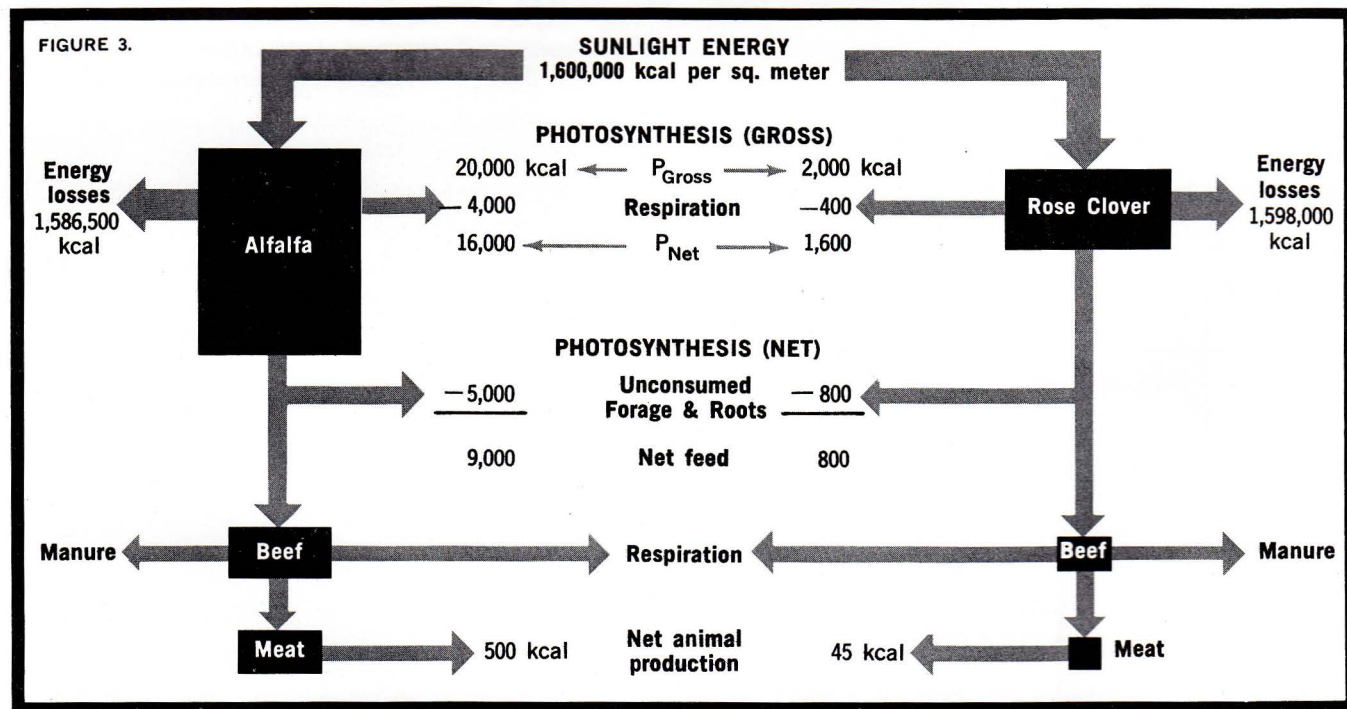 FIGURE 3.
SUNLIGHT ENERGY
1,600,000 kcal per sq. meter
PHOTOSYNTHESIS (GROSS)
Energy
losses
1,586,500
kcal
Alfalfa
20,000 kcal P Gross 2,000 kcal
— 4,000 Respiration —400
16,000 P Net 1,600
Rose Clover
Energy
losses
1,598,000
kcal
PHOTOSYNTHESIS (NET)
—5,000 Unconsumed —800
Forage & Roots
9,000 Net feed 800
Manure Beef Respiration Beef Manure
Meat 500 kcal Net animal 45 kcal Meat
production